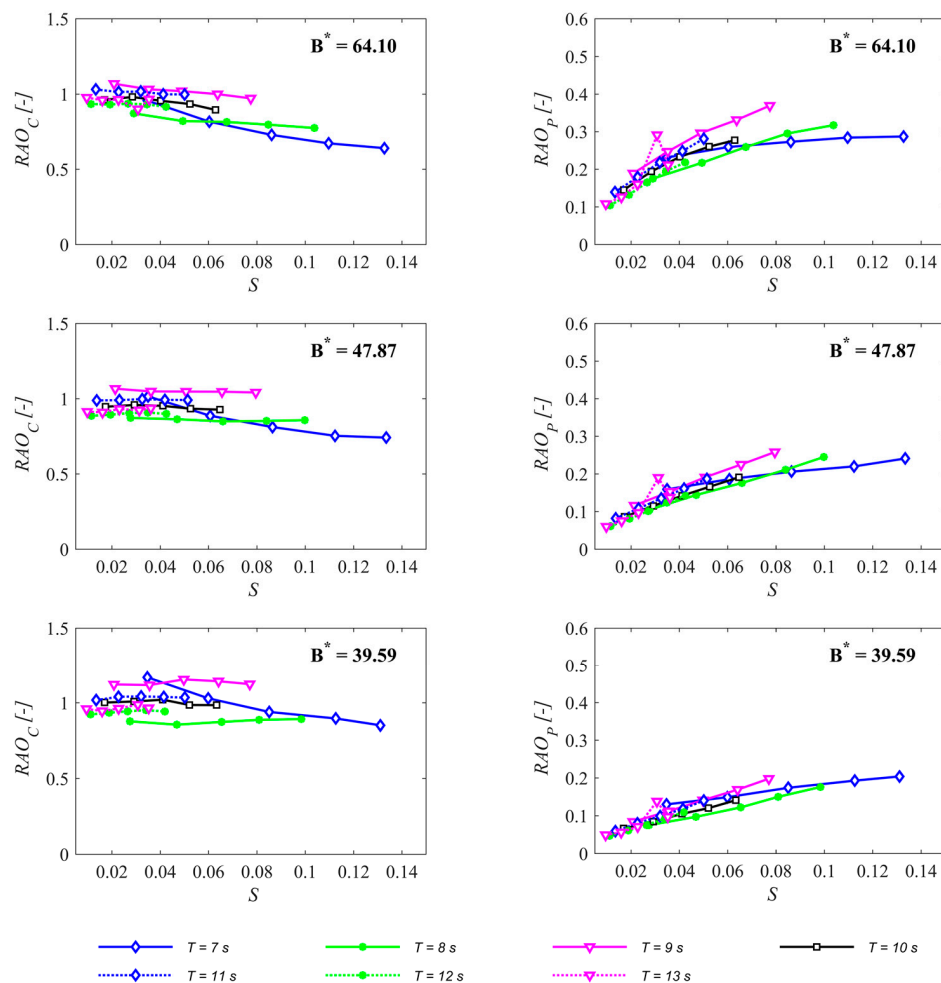 B* = 64.10
RAO_C [-]
1.5
1
0.5
0
0.02 0.04 0.06 0.08 0.1 0.12 0.14
S
B* = 64.10
RAO_P [-]
0.6
0.5
0.4
0.3
0.2
0.1
0
0.02 0.04 0.06 0.08 0.1 0.12 0.14
S
B* = 47.87
RAO_C [-]
1.5
1
0.5
0
0.02 0.04 0.06 0.08 0.1 0.12 0.14
S
B* = 47.87
RAO_P [-]
0.6
0.5
0.4
0.3
0.2
0.1
0
0.02 0.04 0.06 0.08 0.1 0.12 0.14
S
B* = 39.59
RAO_C [-]
1.5
1
0.5
0
0.02 0.04 0.06 0.08 0.1 0.12 0.14
S
B* = 39.59
RAO_P [-]
0.6
0.5
0.4
0.3
0.2
0.1
0
0.02 0.04 0.06 0.08 0.1 0.12 0.14
S
T = 7 s T = 8 s T = 9 s T = 10 s
T = 11 s T = 12 s T = 13 s